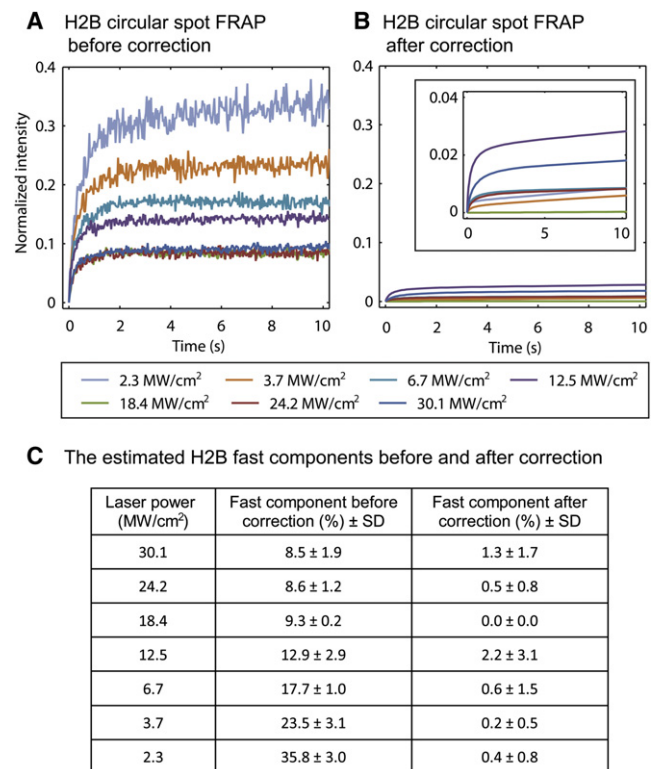 A H2B circular spot FRAP before correction
B H2B circular spot FRAP after correction
0.4
0.3
0.2
0.1
0
Normalized intensity
0 2 4 6 8 10
Time (s)
0.4
0.3
0.2
0.1
0
0.04
0.02
0
0 5 10
0 2 4 6 8 10
Time (s)
2.3 MW/cm² 3.7 MW/cm² 6.7 MW/cm² 12.5 MW/cm²
18.4 MW/cm² 24.2 MW/cm² 30.1 MW/cm²
C The estimated H2B fast components before and after correction
Laser power (MW/cm²) Fast component before correction (%) ± SD Fast component after correction (%) ± SD
30.1 8.5 ± 1.9 1.3 ± 1.7
24.2 8.6 ± 1.2 0.5 ± 0.8
18.4 9.3 ± 0.2 0.0 ± 0.0
12.5 12.9 ± 2.9 2.2 ± 3.1
6.7 17.7 ± 1.0 0.6 ± 1.5
3.7 23.5 ± 3.1 0.2 ± 0.5
2.3 35.8 ± 3.0 0.4 ± 0.8